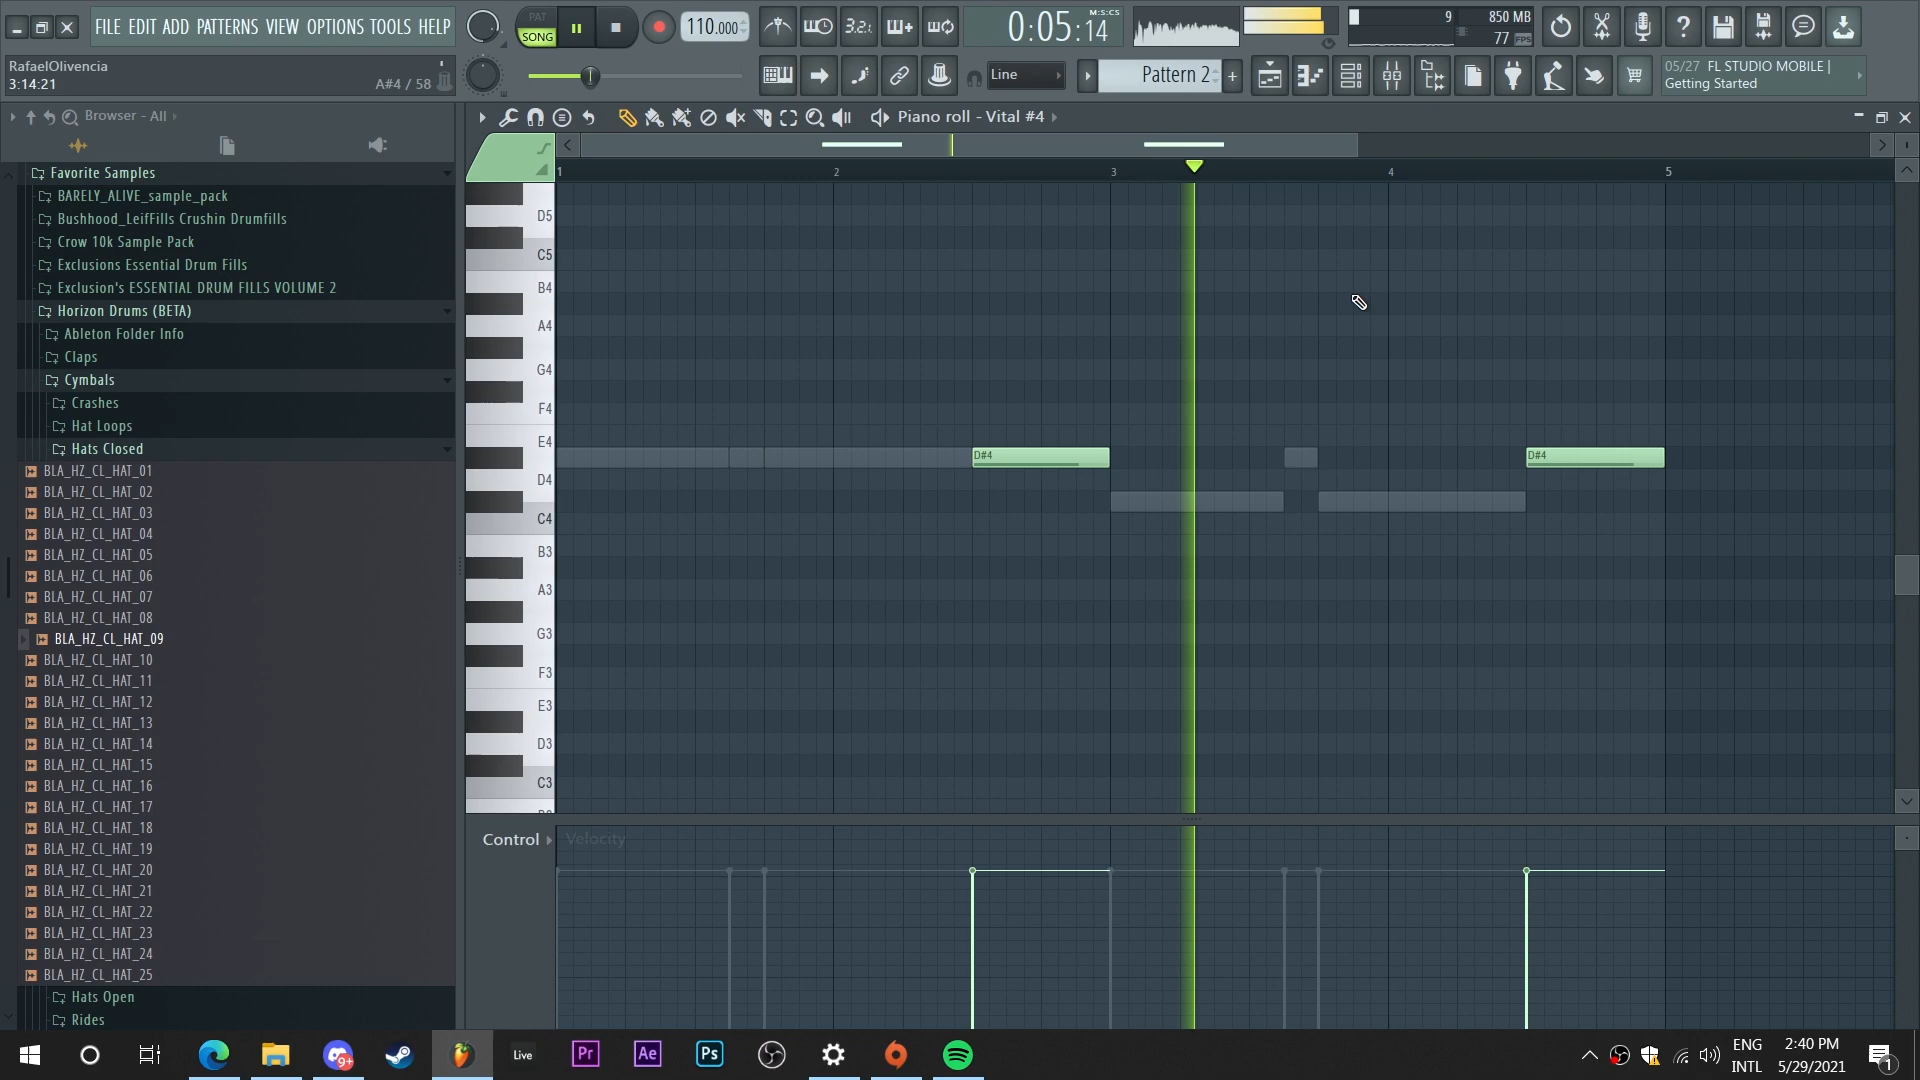 FILE EDIT ADD PATTERNS VIEW OPTIONS TOOLS HELP
PAT
SONG
110.000
3.2.1
0:05:14
M:S:CS
9
850 MB
77 FPS
RafaelOlivencia
3:14:21
A#4 / 58
Line
Pattern 2
+
05/27 FL STUDIO MOBILE |
Getting Started
Browser - All
Piano roll - Vital #4
Favorite Samples
BARELY_ALIVE_sample_pack
Bushhood_LeifFills Crushin Drumfills
Crow 10k Sample Pack
Exclusions Essential Drum Fills
Exclusion's ESSENTIAL DRUM FILLS VOLUME 2
Horizon Drums (BETA)
Ableton Folder Info
Claps
Cymbals
Crashes
Hat Loops
Hats Closed
BLA_HZ_CL_HAT_01
BLA_HZ_CL_HAT_02
BLA_HZ_CL_HAT_03
BLA_HZ_CL_HAT_04
BLA_HZ_CL_HAT_05
BLA_HZ_CL_HAT_06
BLA_HZ_CL_HAT_07
BLA_HZ_CL_HAT_08
BLA_HZ_CL_HAT_09
BLA_HZ_CL_HAT_10
BLA_HZ_CL_HAT_11
BLA_HZ_CL_HAT_12
BLA_HZ_CL_HAT_13
BLA_HZ_CL_HAT_14
BLA_HZ_CL_HAT_15
BLA_HZ_CL_HAT_16
BLA_HZ_CL_HAT_17
BLA_HZ_CL_HAT_18
BLA_HZ_CL_HAT_19
BLA_HZ_CL_HAT_20
BLA_HZ_CL_HAT_21
BLA_HZ_CL_HAT_22
BLA_HZ_CL_HAT_23
BLA_HZ_CL_HAT_24
BLA_HZ_CL_HAT_25
Hats Open
Rides
1 2 3 4 5
D5
C5
B4
A4
G4
F4
E4
D4
C4
B3
A3
G3
F3
E3
D3
C3
D#4
D#4
Control
Velocity
9+
Live
Pr
Ae
Ps
ENG
INTL
2:40 PM
5/29/2021
1